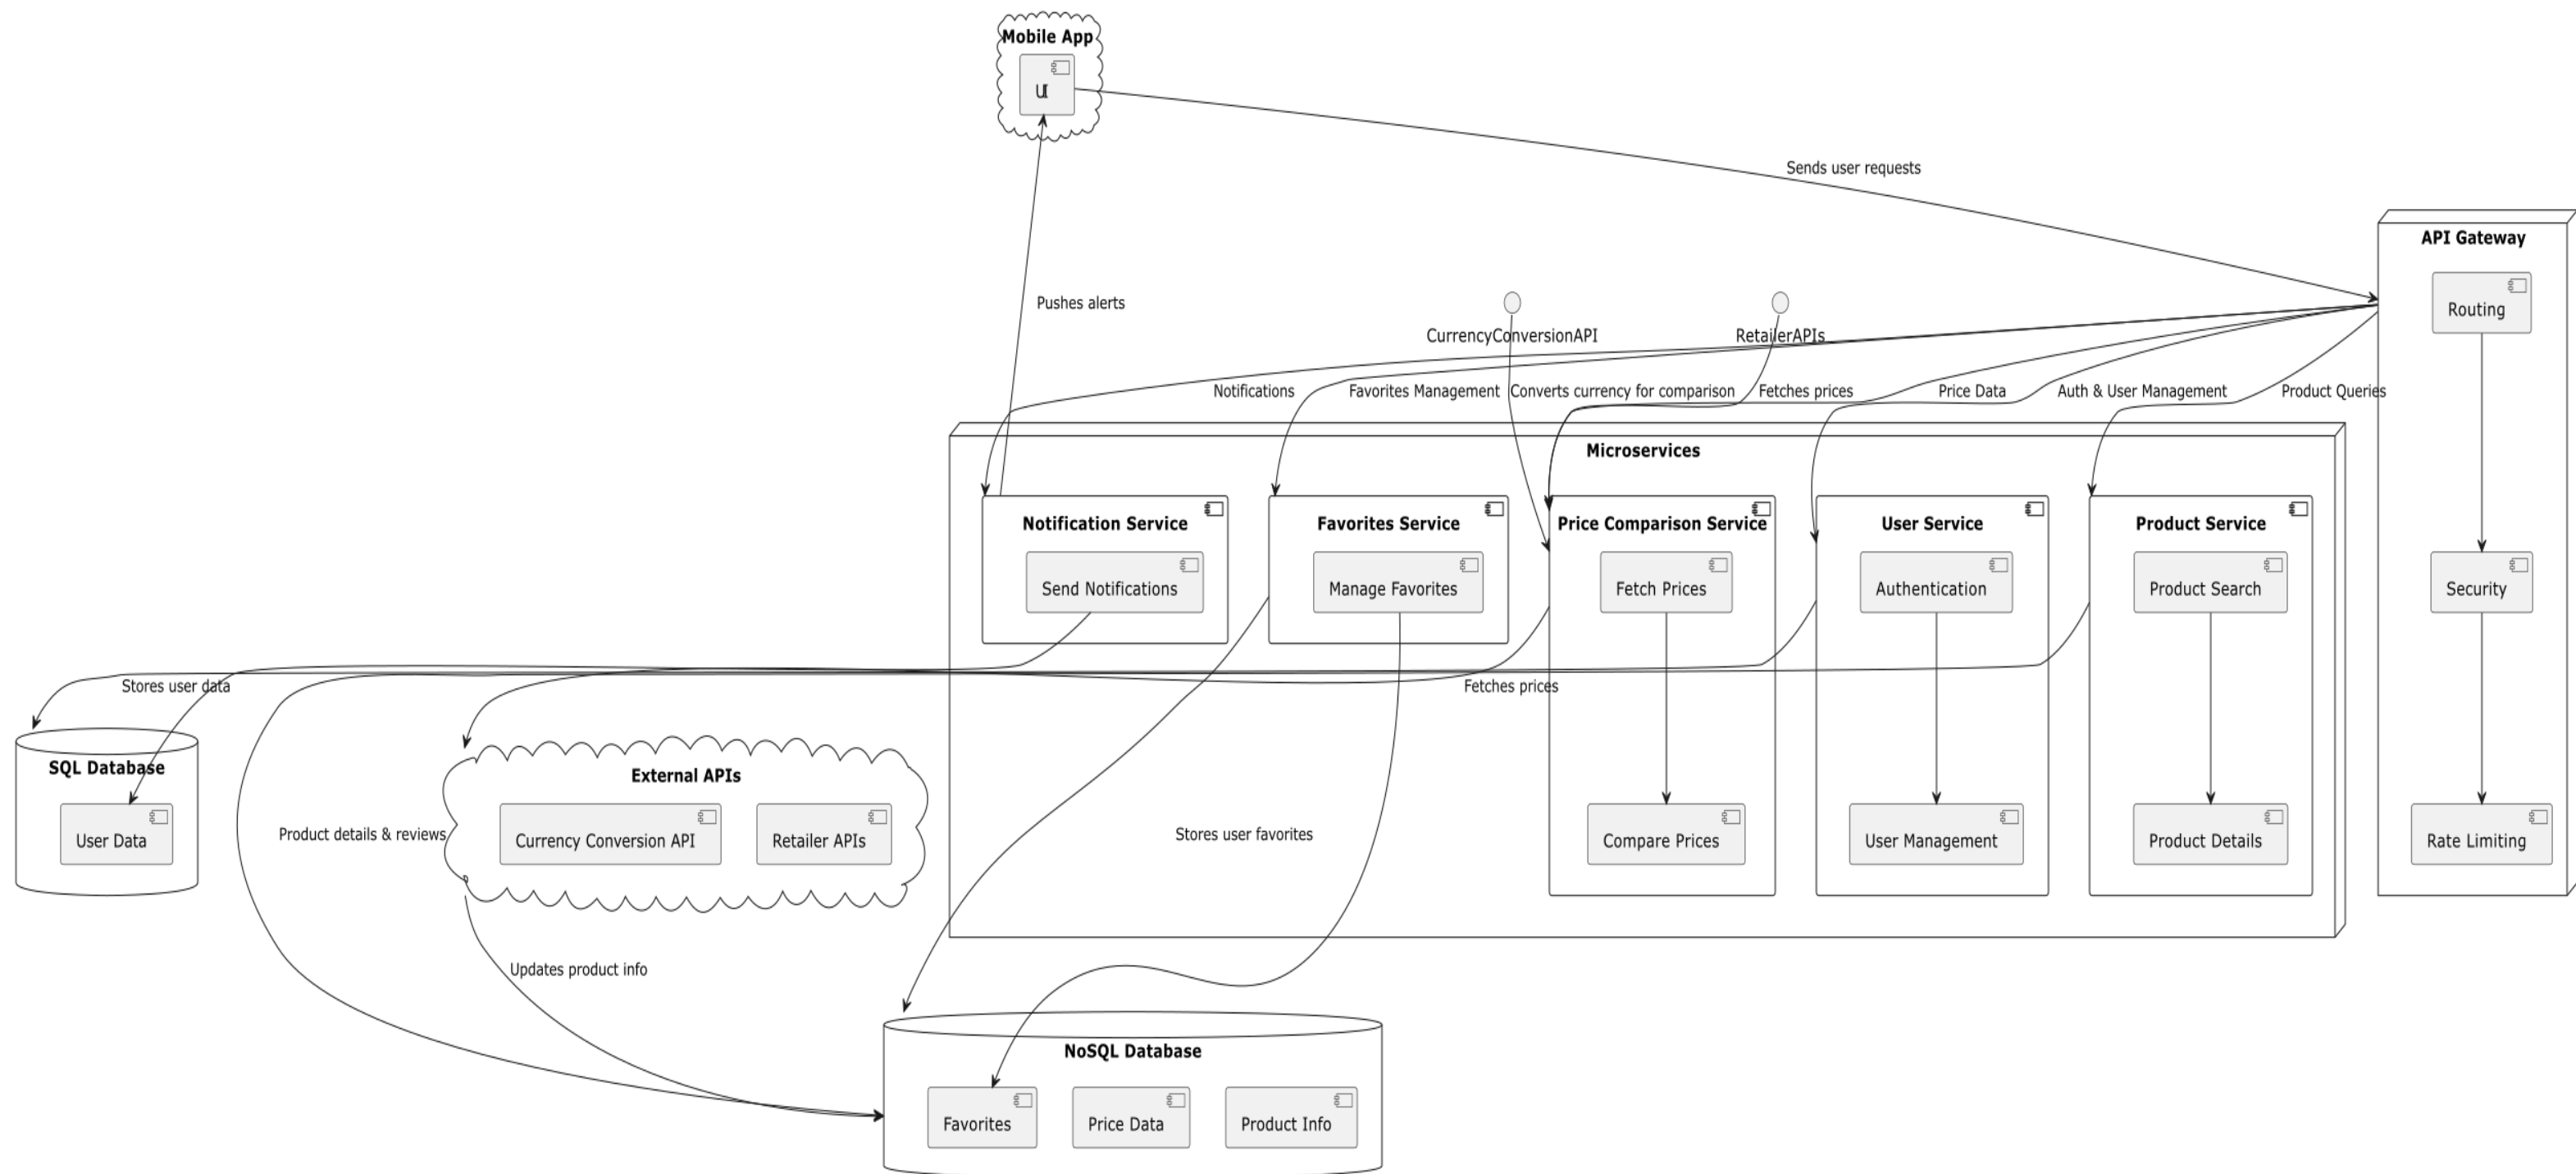 Mobile App
UI
Sends user requests
API Gateway
Routing
Pushes alerts
CurrencyConversionAPI
RetailerAPIs
Notifications
Favorites Management
Converts currency for comparison
Fetches prices
Price Data
Auth & User Management
Product Queries
Microservices
Notification Service
Favorites Service
Price Comparison Service
User Service
Product Service
Send Notifications
Manage Favorites
Fetch Prices
Authentication
Product Search
Security
Stores user data
Fetches prices
SQL Database
External APIs
User Data
Product details & reviews
Currency Conversion API
Retailer APIs
Stores user favorites
Compare Prices
User Management
Product Details
Rate Limiting
Updates product info
NoSQL Database
Favorites
Price Data
Product Info